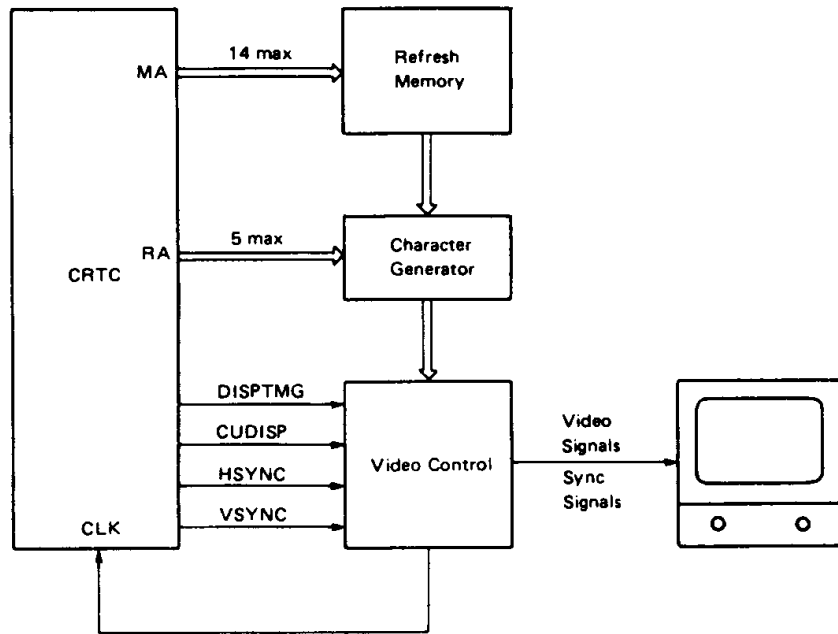 MA
14 max
Refresh
Memory
RA
5 max
Character
Generator
CRTC
DISPTMG
CUDISP
HSYNC
VSYNC
Video Control
Video
Signals
Sync
Signals
CLK